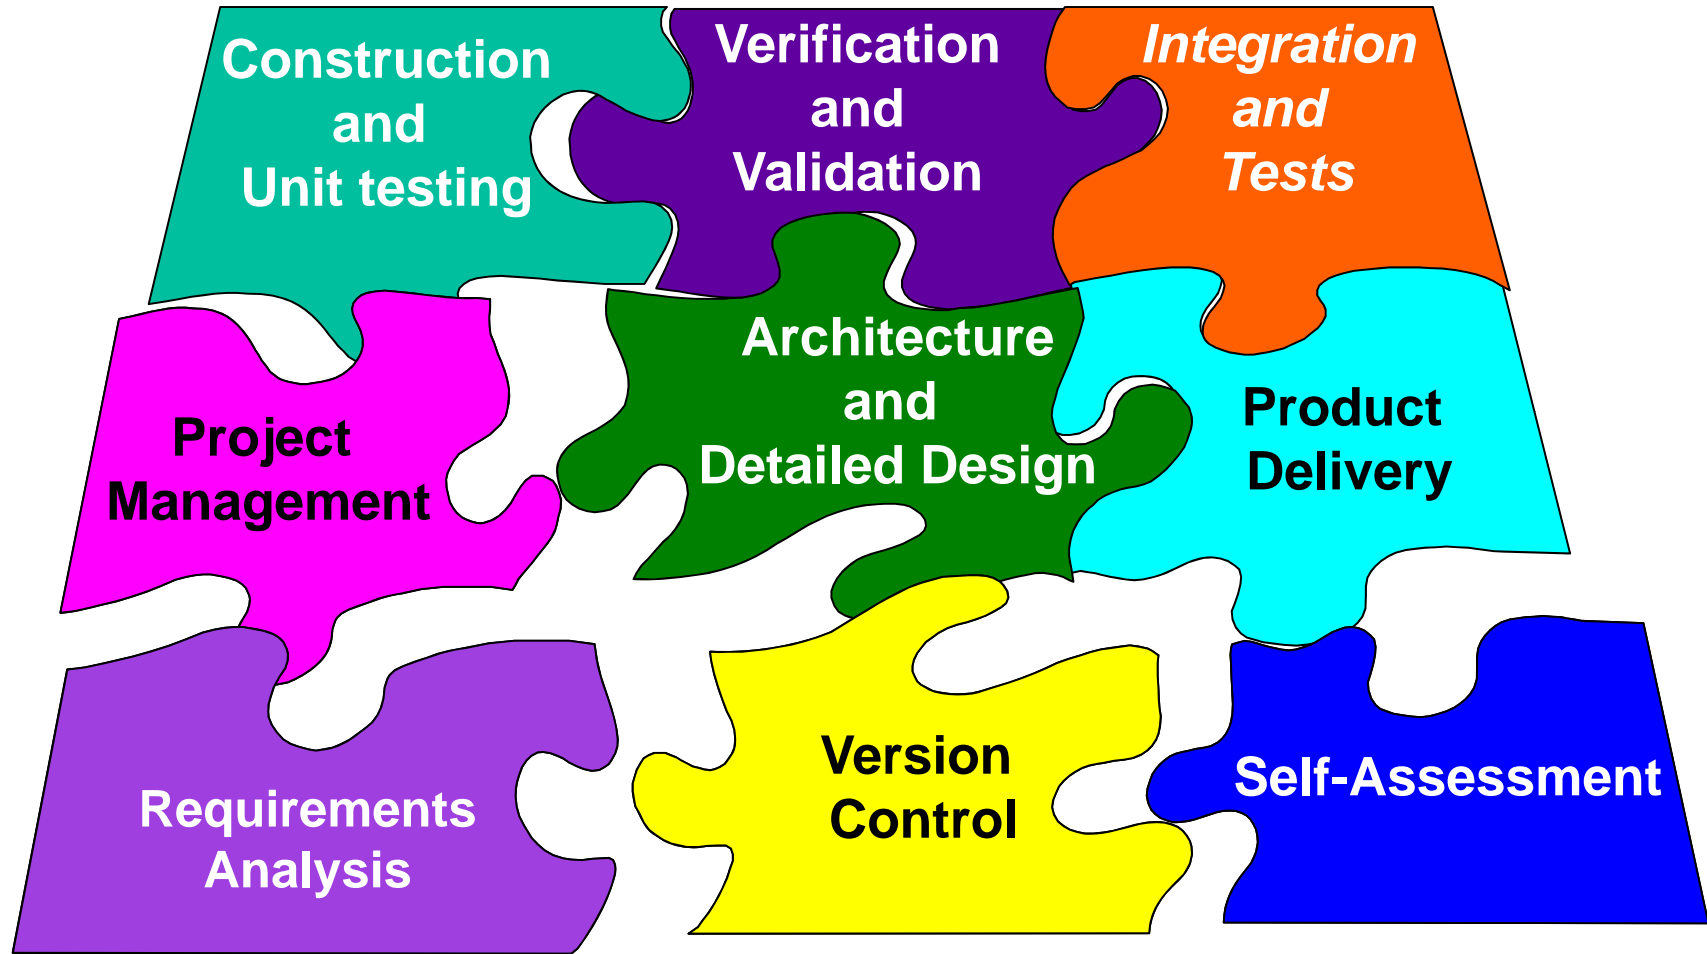 Construction
and
Unit testing
Verification
and
Validation
Integration
and
Tests
Project
Management
Architecture
and
Detailed Design
Product
Delivery
Requirements
Analysis
Version
Control
Self-Assessment